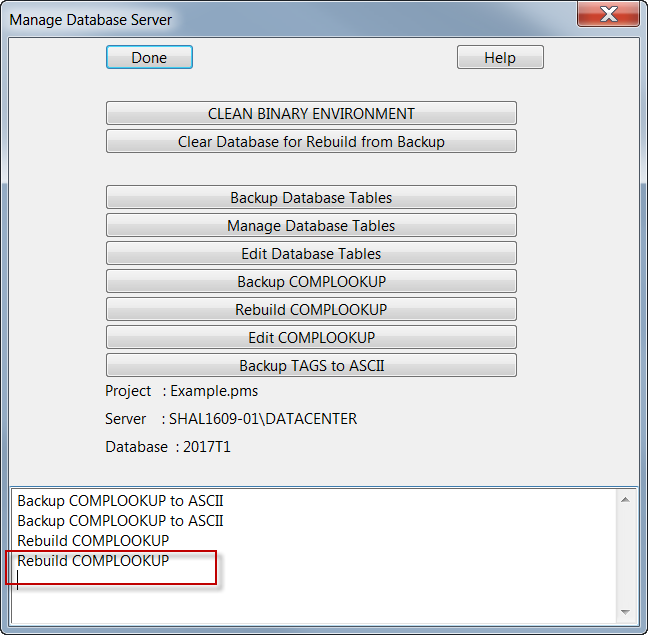 Manage Database Server
Done
Help
CLEAN BINARY ENVIRONMENT
Clear Database for Rebuild from Backup
Backup Database Tables
Manage Database Tables
Edit Database Tables
Backup COMPLOOKUP
Rebuild COMPLOOKUP
Edit COMPLOOKUP
Backup TAGS to ASCII
Project : Example.pms
Server : SHAL1609-01\DATACENTER
Database : 2017T1
Backup COMPLOOKUP to ASCII
Backup COMPLOOKUP to ASCII
Rebuild COMPLOOKUP
Rebuild COMPLOOKUP